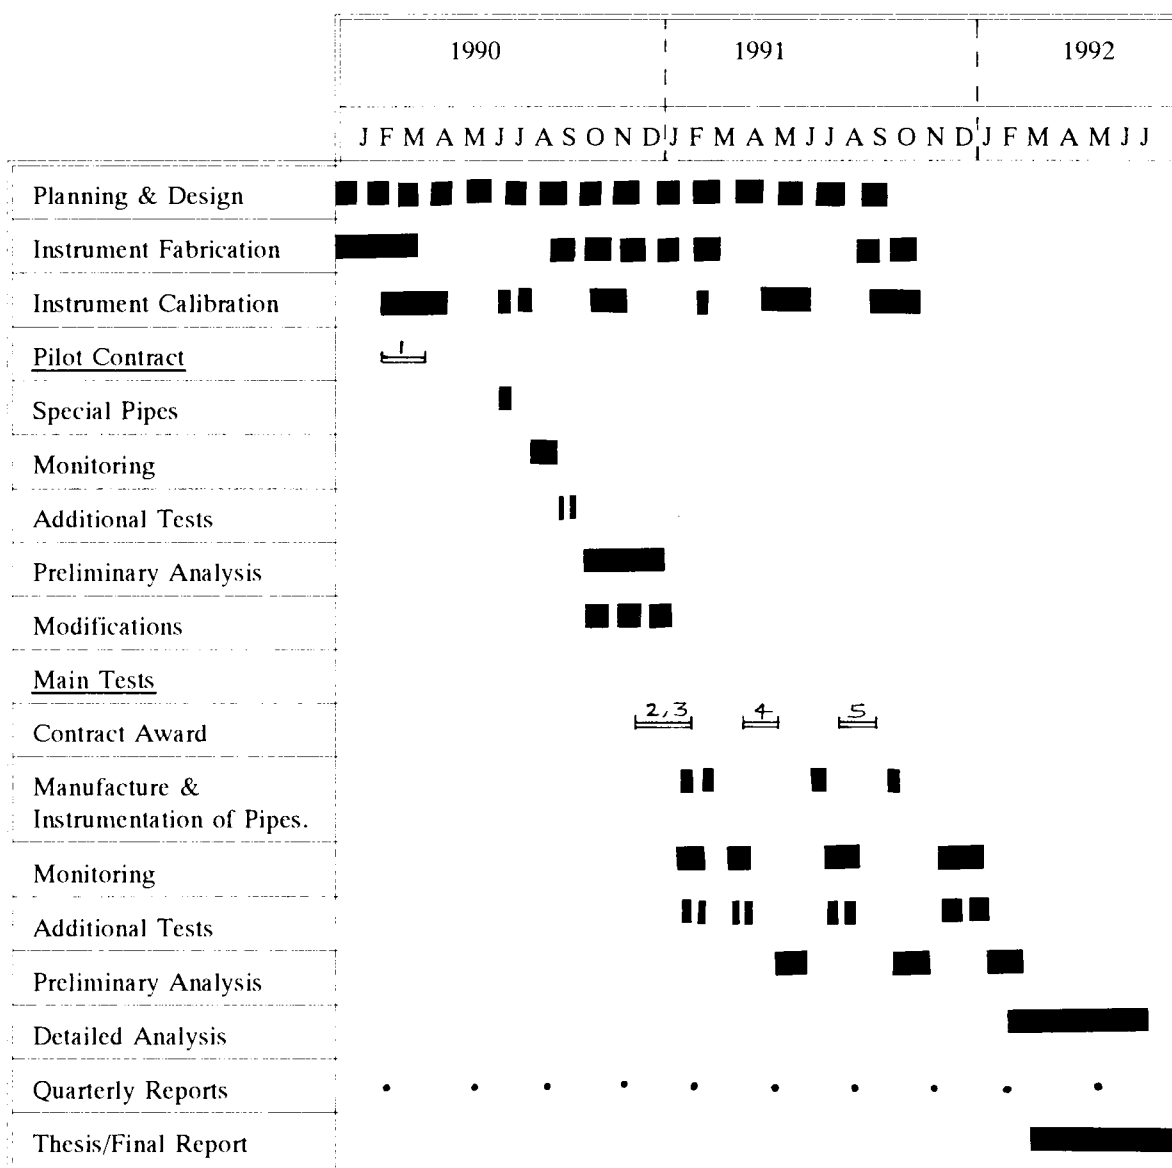 1990 1991 1992
J F M A M J J A S O N D J F M A M J J A S O N D J F M A M J J
Planning & Design
Instrument Fabrication
Instrument Calibration
Pilot Contract 1
Special Pipes
Monitoring
Additional Tests
Preliminary Analysis
Modifications
Main Tests
2,3 4 5
Contract Award
Manufacture &
Instrumentation of Pipes.
Monitoring
Additional Tests
Preliminary Analysis
Detailed Analysis
Quarterly Reports
Thesis/Final Report